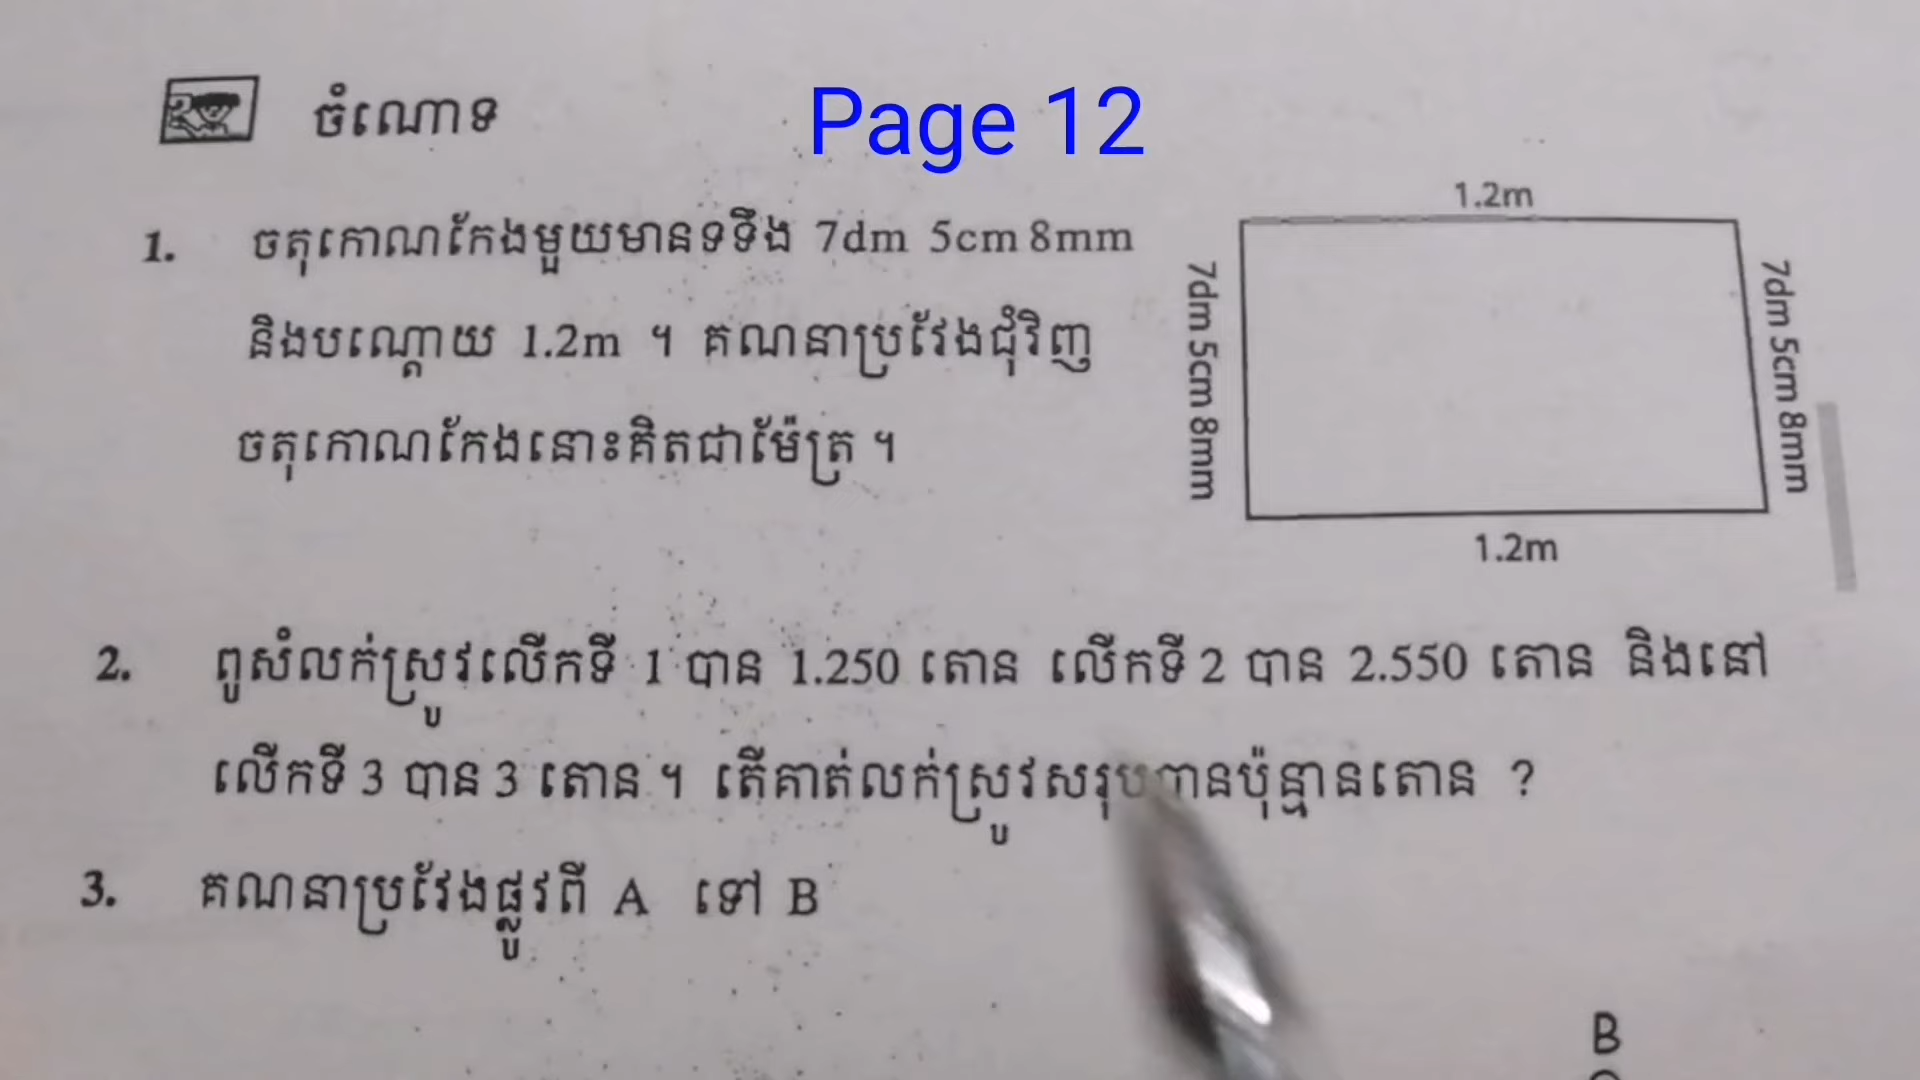 Page 12
ចំណោទ
1. ចតុកោណកែងមួយមានទទឹង 7dm 5cm 8mm
និងបណ្ដោយ 1.2m ។ គណនាប្រវែងជុំវិញ
ចតុកោណកែងនោះគិតជាម៉ែត្រ ។
1.2m
7dm 5cm 8mm
7dm 5cm 8mm
1.2m
2. ពូសំលក់ស្រូវលើកទី 1 បាន 1.250 តោន លើកទី 2 បាន 2.550 តោន និងនៅ
លើកទី 3 បាន 3 តោន ។ តើគាត់លក់ស្រូវសរុបបានប៉ុន្មានតោន ?
3. គណនាប្រវែងផ្លូវពី A ទៅ B
B